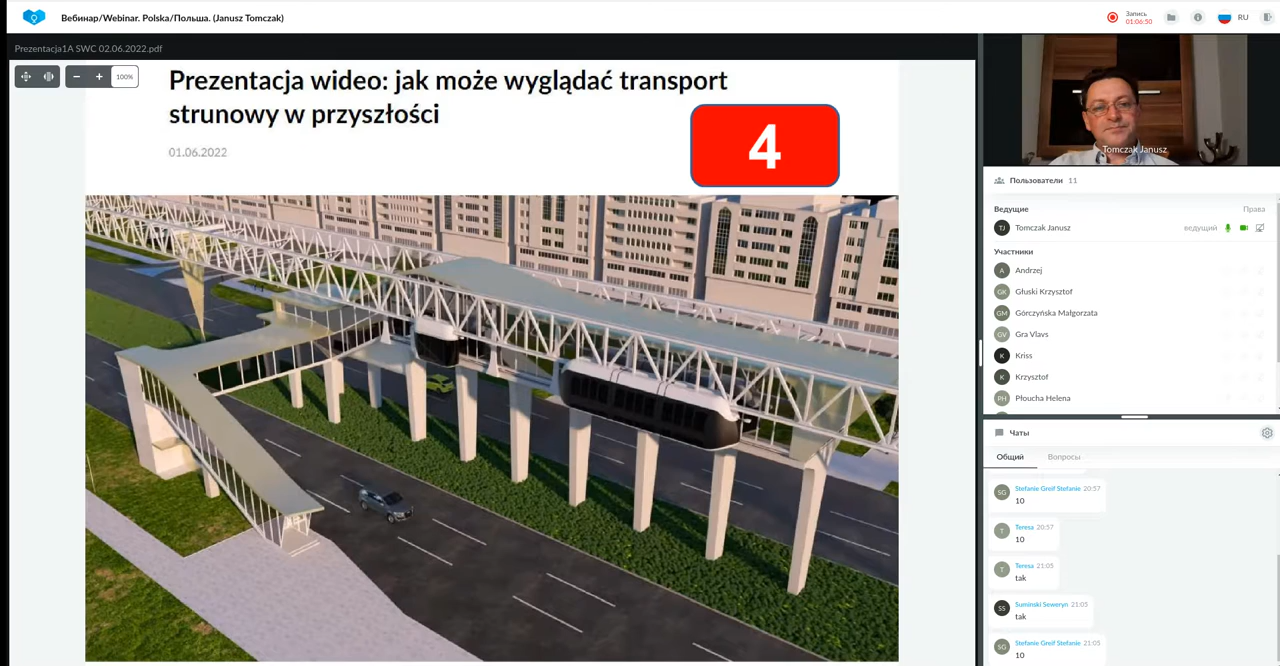 Вебинар/Webinar. Polska/Польша. (Janusz Tomczak)
Запись
01:06:50
RU
Prezentacja1A SWC 02.06.2022.pdf
100%
Prezentacja wideo: jak może wyglądać transport
strunowy w przyszłości
01.06.2022
4
Tomczak Janusz
Пользователи 11
Ведущие Права
TJ Tomczak Janusz ведущий
Участники
A Andrzej
GK Głuski Krzysztof
GM Górczyńska Małgorzata
GV Gra Vlavs
K Kriss
K Krzysztof
PH Płoucha Helena
Чаты
Общий Вопросы
SG Stefanie Greif Stefanie 20:57
10
T Teresa 20:57
10
T Teresa 21:05
tak
SS Sumiński Seweryn 21:05
tak
SG Stefanie Greif Stefanie 21:05
10